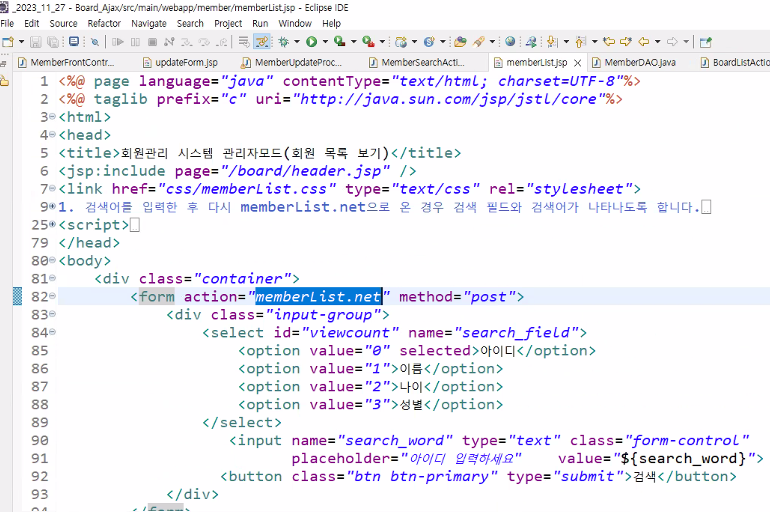 _2023_11_27 - Board_Ajax/src/main/webapp/member/memberList.jsp - Eclipse IDE
File Edit Source Refactor Navigate Search Project Run Window Help
MemberFrontContr... updateForm.jsp MemberUpdateProc... MemberSearchActi... memberList.jsp MemberDAO.java BoardListActio
1 <%@ page language="java" contentType="text/html; charset=UTF-8"%>
2 <%@ taglib prefix="c" uri="http://java.sun.com/jsp/jstl/core"%>
3 <html>
4 <head>
5 <title>회원관리 시스템 관리자모드(회원 목록 보기)</title>
6 <jsp:include page="/board/header.jsp" />
7 <link href="css/memberList.css" type="text/css" rel="stylesheet">
9 1. 검색어를 입력한 후 다시 memberList.net으로 온 경우 검색 필드와 검색어가 나타나도록 합니다.
25 <script>
79 </head>
80 <body>
81 <div class="container">
82 <form action="memberList.net" method="post">
83 <div class="input-group">
84 <select id="viewcount" name="search_field">
85 <option value="0" selected>아이디</option>
86 <option value="1">이름</option>
87 <option value="2">나이</option>
88 <option value="3">성별</option>
89 </select>
90 <input name="search_word" type="text" class="form-control"
91 placeholder="아이디 입력하세요" value="${search_word}">
92 <button class="btn btn-primary" type="submit">검색</button>
93 </div>
94 </form>